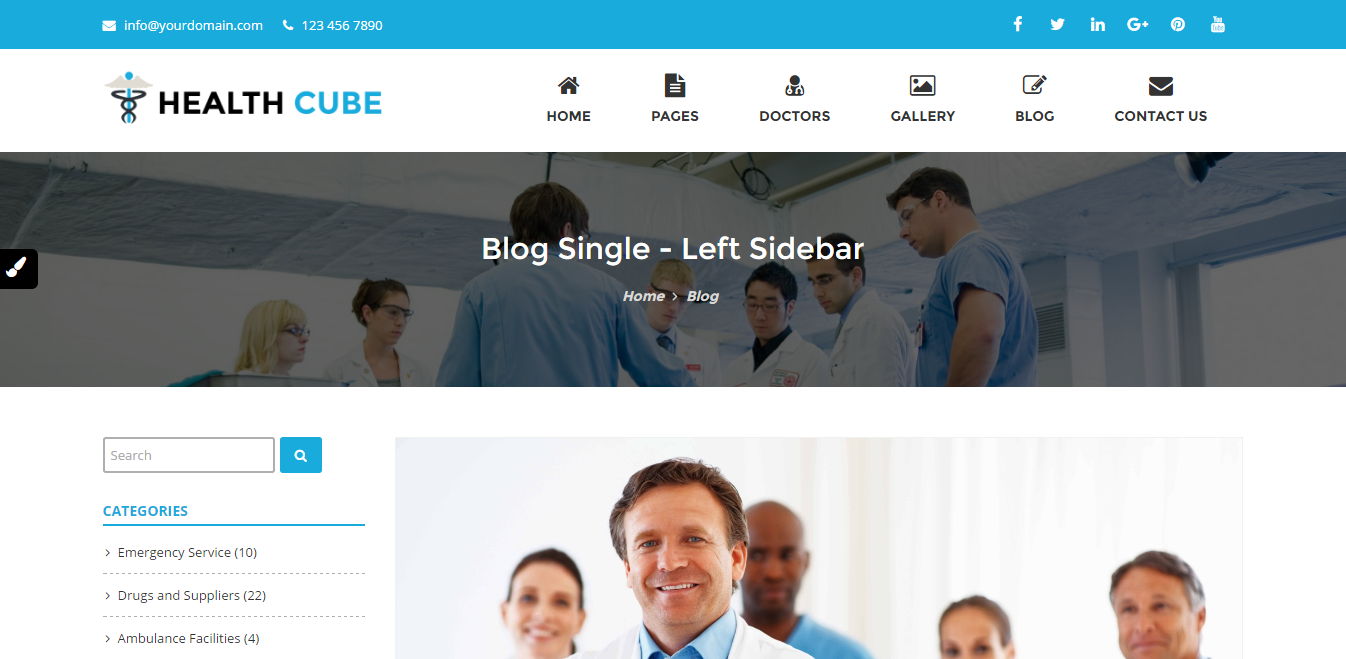 info@yourdomain.com 123 456 7890
HEALTH CUBE
HOME PAGES DOCTORS GALLERY BLOG CONTACT US
Blog Single - Left Sidebar
Home > Blog
Search
CATEGORIES
> Emergency Service (10)
> Drugs and Suppliers (22)
> Ambulance Facilities (4)